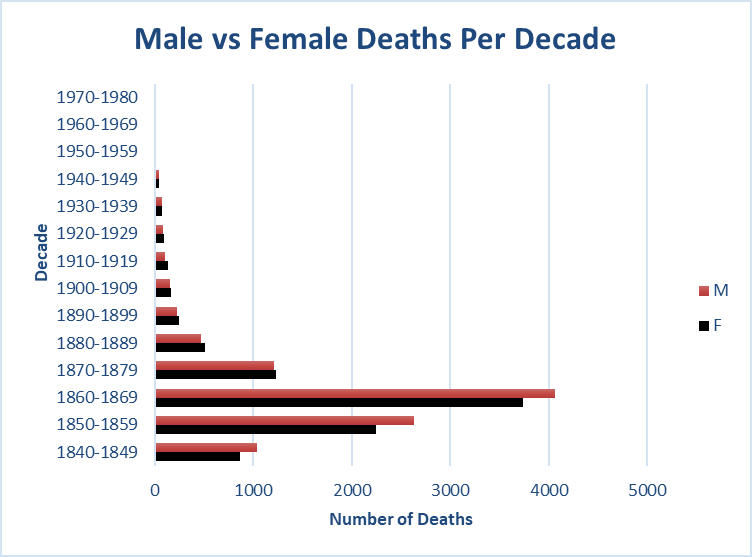 Male vs Female Deaths Per Decade
1970-1980
1960-1969
1950-1959
1940-1949
1930-1939
1920-1929
1910-1919
1900-1909
1890-1899
1880-1889
1870-1879
1860-1869
1850-1859
1840-1849
Decade
0 1000 2000 3000 4000 5000
Number of Deaths
M
F